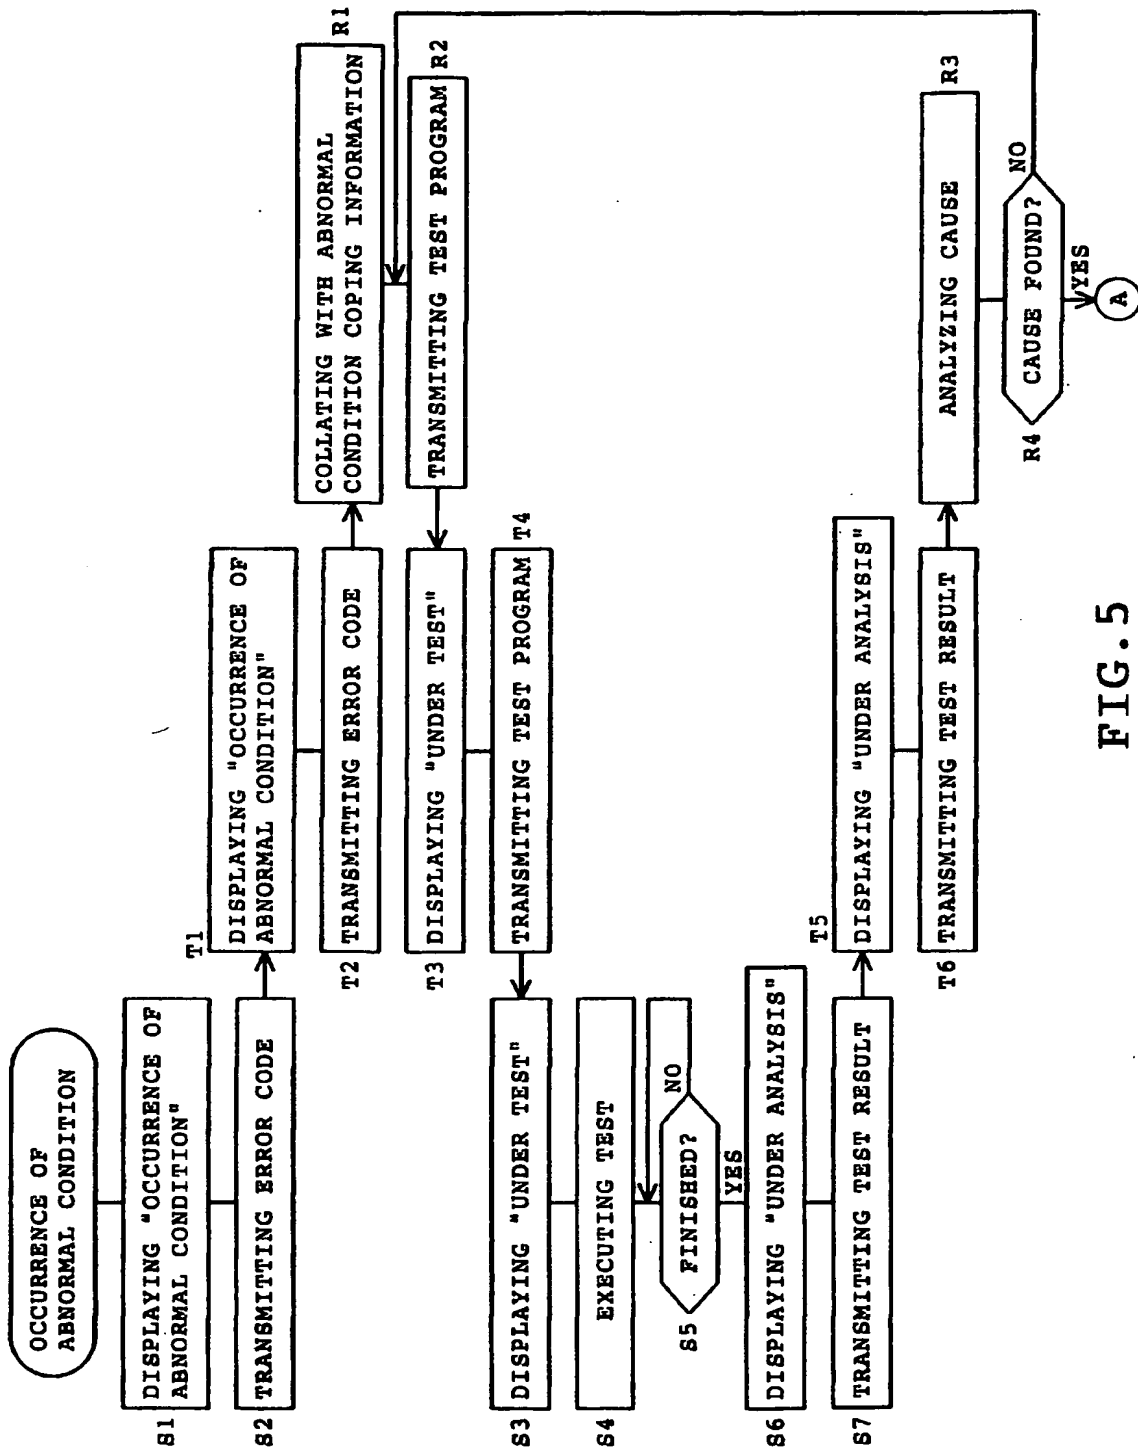 OCCURRENCE OF
ABNORMAL CONDITION
S1
DISPLAYING "OCCURRENCE OF
ABNORMAL CONDITION"
S2
TRANSMITTING ERROR CODE
T1
DISPLAYING "OCCURRENCE OF
ABNORMAL CONDITION"
T2
TRANSMITTING ERROR CODE
R1
COLLATING WITH ABNORMAL
CONDITION COPING INFORMATION
R2
TRANSMITTING TEST PROGRAM
T3
DISPLAYING "UNDER TEST"
T4
TRANSMITTING TEST PROGRAM
S3
DISPLAYING "UNDER TEST"
S4
EXECUTING TEST
S5
FINISHED?
NO
YES
S6
DISPLAYING "UNDER ANALYSIS"
S7
TRANSMITTING TEST RESULT
T5
DISPLAYING "UNDER ANALYSIS"
T6
TRANSMITTING TEST RESULT
R3
ANALYZING CAUSE
R4
CAUSE FOUND?
NO
YES
A
FIG.5